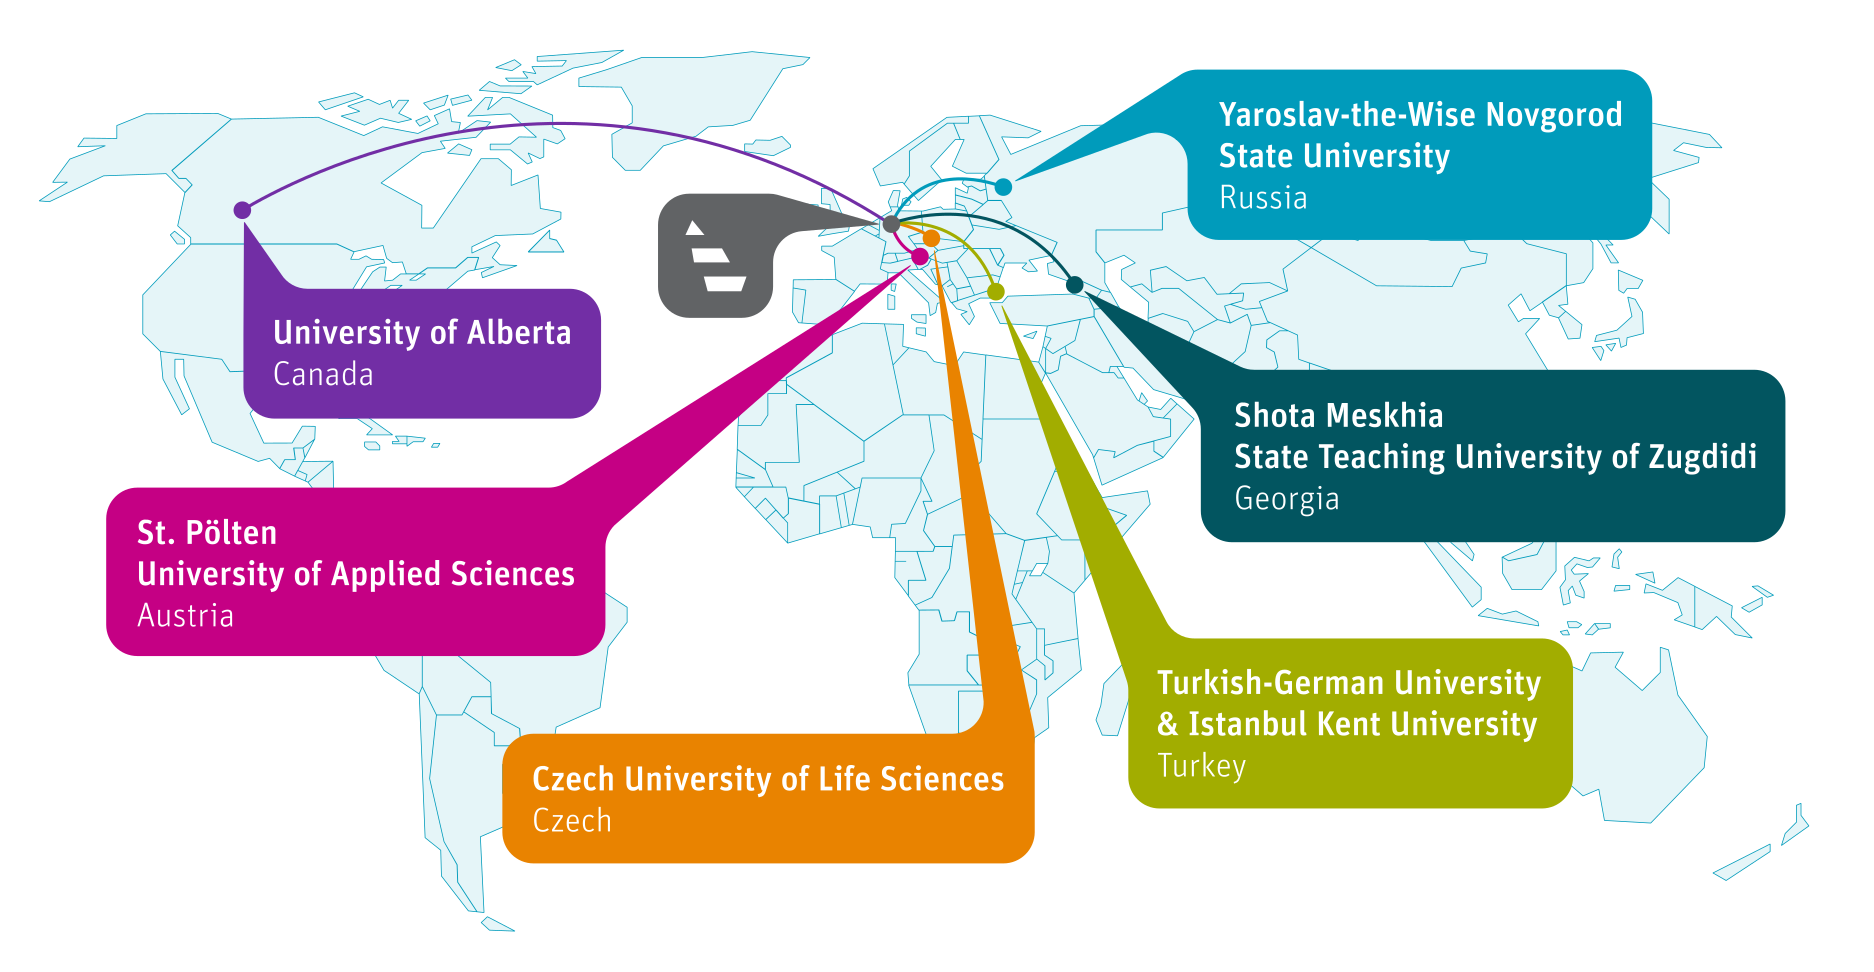 Yaroslav-the-Wise Novgorod
State University
Russia
University of Alberta
Canada
Shota Meskhia
State Teaching University of Zugdidi
Georgia
St. Pölten
University of Applied Sciences
Austria
Turkish-German University
& Istanbul Kent University
Turkey
Czech University of Life Sciences
Czech